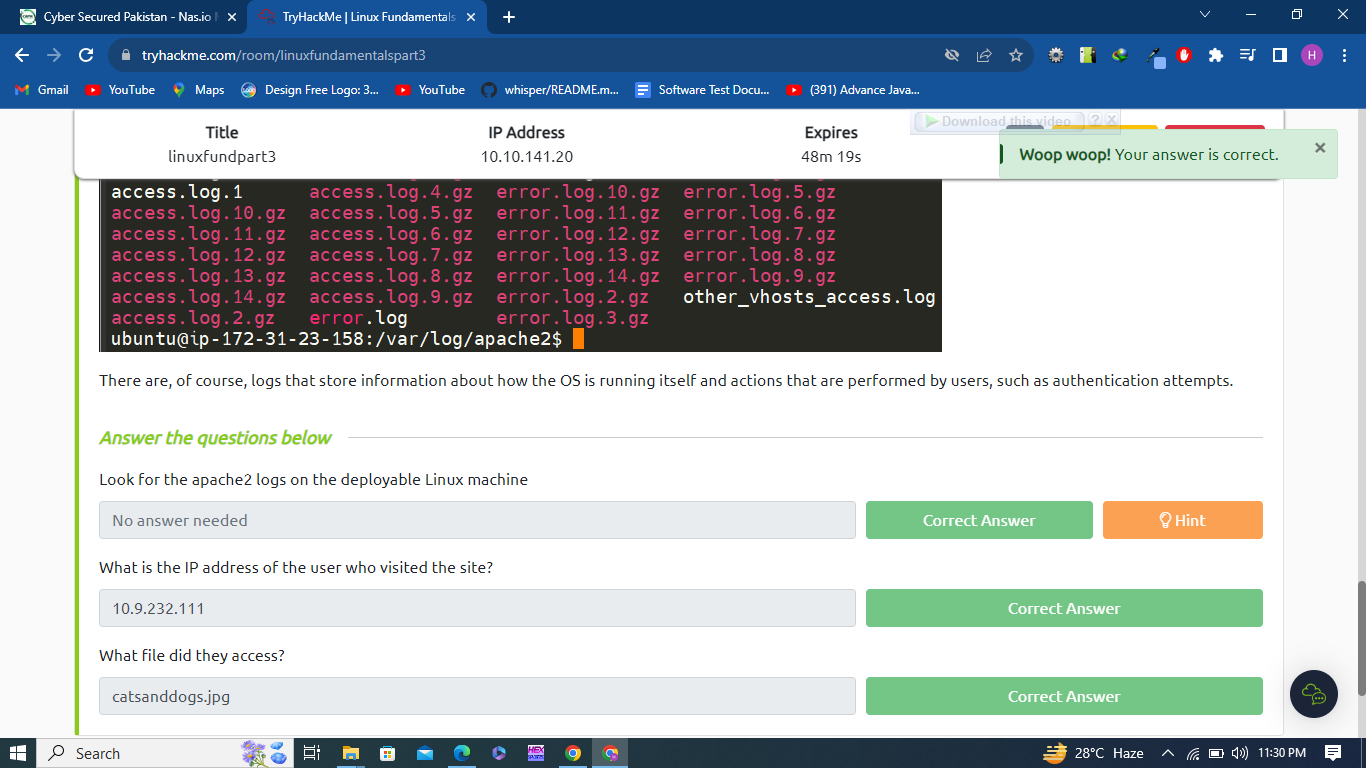 Cyber Secured Pakistan - Nas.io
TryHackMe | Linux Fundamentals
tryhackme.com/room/linuxfundamentalspart3
H
Gmail YouTube Maps Design Free Logo: 3... YouTube whisper/README.m... Software Test Docu... (391) Advance Java...
Title IP Address Expires
linuxfundpart3 10.10.141.20 48m 19s
Download this video ?
Woop woop! Your answer is correct.
access.log.1 access.log.4.gz error.log.10.gz error.log.5.gz
access.log.10.gz access.log.5.gz error.log.11.gz error.log.6.gz
access.log.11.gz access.log.6.gz error.log.12.gz error.log.7.gz
access.log.12.gz access.log.7.gz error.log.13.gz error.log.8.gz
access.log.13.gz access.log.8.gz error.log.14.gz error.log.9.gz
access.log.14.gz access.log.9.gz error.log.2.gz other_vhosts_access.log
access.log.2.gz error.log error.log.3.gz
ubuntu@ip-172-31-23-158:/var/log/apache2$
There are, of course, logs that store information about how the OS is running itself and actions that are performed by users, such as authentication attempts.
Answer the questions below
Look for the apache2 logs on the deployable Linux machine
No answer needed Correct Answer Hint
What is the IP address of the user who visited the site?
10.9.232.111 Correct Answer
What file did they access?
catsanddogs.jpg Correct Answer
Search HEX 28°C Haze 11:30 PM